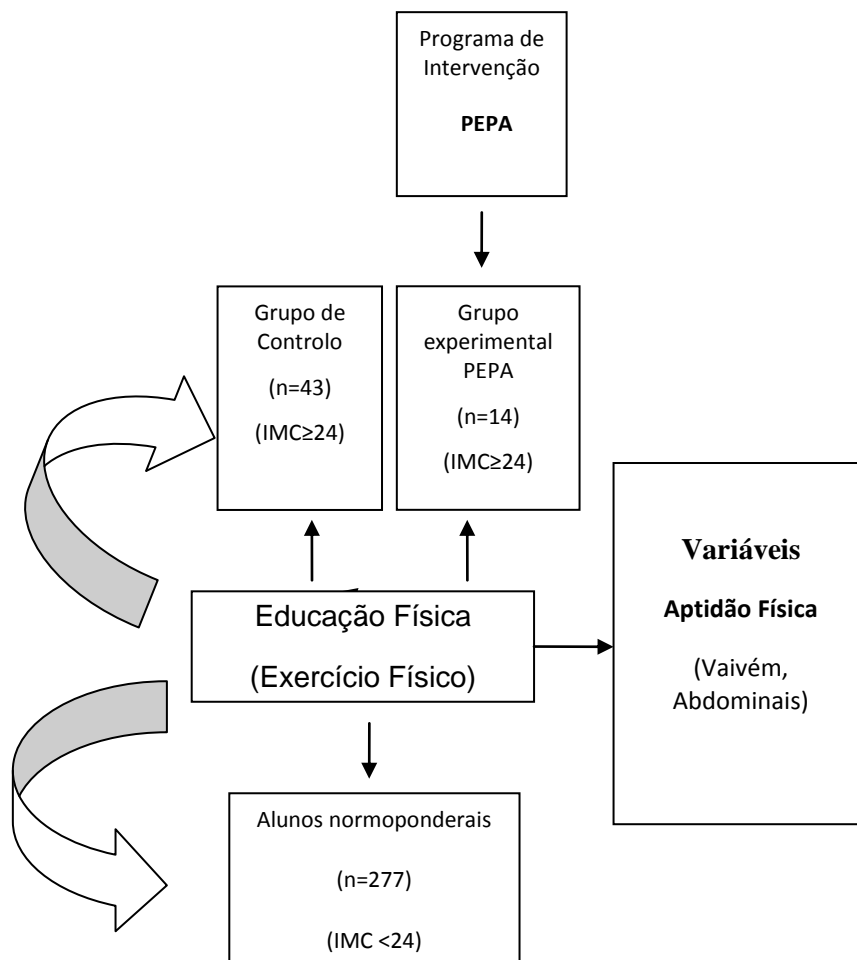 Programa de
Intervenção
PEPA
Grupo de
Controlo
(n=43)
(IMC≥24)
Grupo
experimental
PEPA
(n=14)
(IMC≥24)
Variáveis
Aptidão Física
(Vaivém,
Abdominais)
Educação Física
(Exercício Físico)
Alunos normoponderais
(n=277)
(IMC <24)